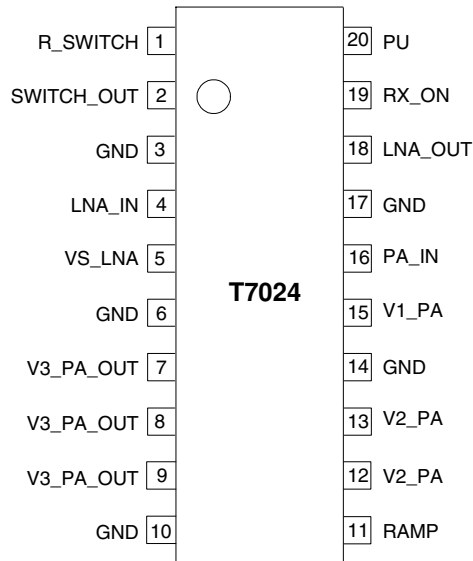 R_SWITCH 1 20 PU
SWITCH_OUT 2 19 RX_ON
GND 3 18 LNA_OUT
LNA_IN 4 17 GND
VS_LNA 5 16 PA_IN
T7024
GND 6 15 V1_PA
V3_PA_OUT 7 14 GND
V3_PA_OUT 8 13 V2_PA
V3_PA_OUT 9 12 V2_PA
GND 10 11 RAMP